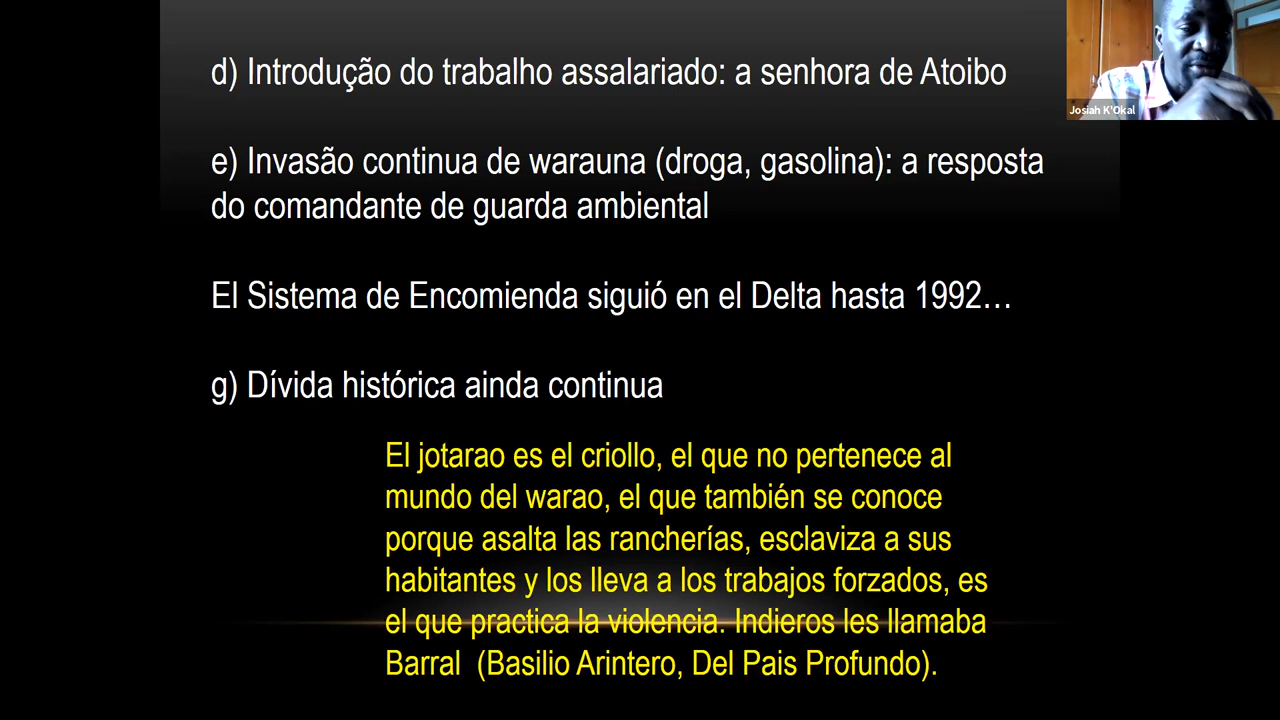 d) Introdução do trabalho assalariado: a senhora de Atoibo
Josiah K'Okal
e) Invasão continua de warauna (droga, gasolina): a resposta
do comandante de guarda ambiental
El Sistema de Encomienda siguió en el Delta hasta 1992…
g) Dívida histórica ainda continua
El jotarao es el criollo, el que no pertenece al
mundo del warao, el que también se conoce
porque asalta las rancherías, esclaviza a sus
habitantes y los lleva a los trabajos forzados, es
el que practica la violencia. Indieros les llamaba
Barral (Basilio Arintero, Del Pais Profundo).